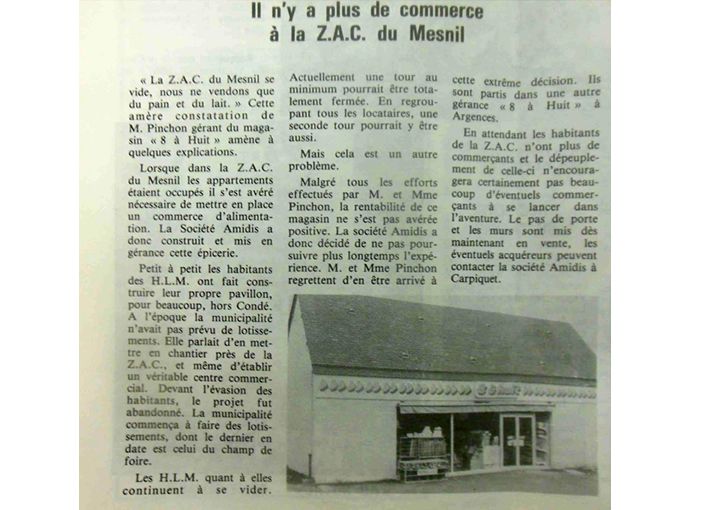 Il n'y a plus de commerce
à la Z.A.C. du Mesnil
« La Z.A.C. du Mesnil se
vide, nous ne vendons que
du pain et du lait. » Cette
amère constatation de
M. Pinchon gérant du maga-
sin « 8 à Huit » amène à
quelques explications.
Lorsque dans la Z.A.C.
du Mesnil les appartements
étaient occupés il s'est avéré
nécessaire de mettre en place
un commerce d'alimenta-
tion. La Société Amidis a
donc construit et mis en
gérance cette épicerie.
Petit à petit les habitants
des H.L.M. ont fait cons-
truire leur propre pavillon,
pour beaucoup, hors Condé.
A l'époque la municipalité
n'avait pas prévu de lotisse-
ments. Elle parlait d'en met-
tre en chantier près de la
Z.A.C., et même d'établir
un véritable centre commer-
cial. Devant l'évasion des
habitants, le projet fut
abandonné. La municipalité
commença à faire des lotis-
sements, dont le dernier en
date est celui du champ de
foire.
Les H.L.M. quant à elles
continuent à se vider.
Actuellement une tour au
minimum pourrait être tota-
lement fermée. En regrou-
pant tous les locataires, une
seconde tour pourrait y être
aussi.
Mais cela est un autre
problème.
Malgré tous les efforts
effectués par M. et Mme
Pinchon, la rentabilité de ce
magasin ne s'est pas avérée
positive. La société Amidis a
donc décidé de ne pas pour-
suivre plus longtemps l'expé-
rience. M. et Mme Pinchon
regrettent d'en être arrivé à
cette extrême décision. Ils
sont partis dans une autre
gérance « 8 à Huit » à
Argences.
En attendant les habitants
de la Z.A.C. n'ont plus de
commerçants et le dépeuple-
ment de celle-ci n'encoura-
gera certainement pas beau-
coup d'éventuels commer-
çants à se lancer dans
l'aventure. Le pas de porte
et les murs sont mis dès
maintenant en vente, les
éventuels acquéreurs peuvent
contacter la société Amidis à
Carpiquet.
8 à huit